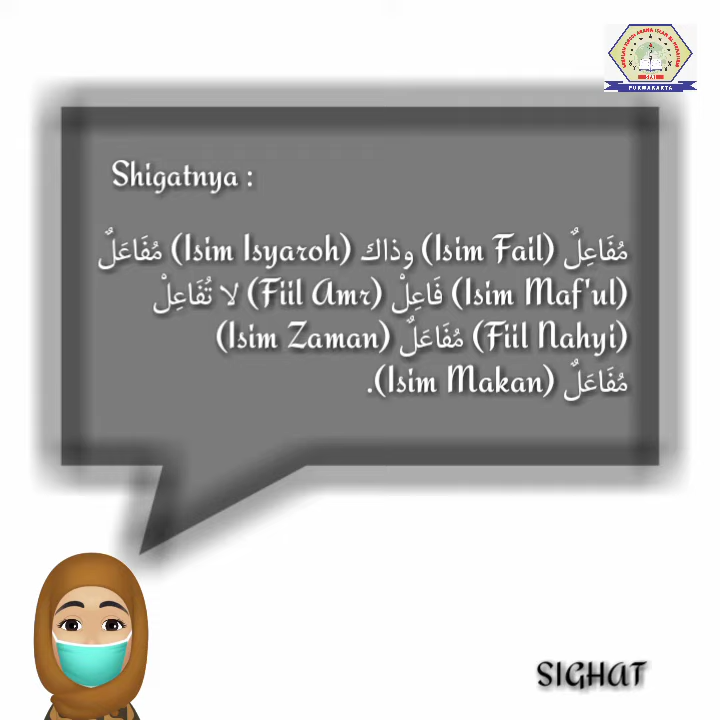 PURWAKARTA
Shigatnya :
مُفَاعِلٌ (Isim Fail) وذاك (Isim Isyaroh) مُفَاعَلٌ
(Isim Maf'ul) فَاعِلْ (Fiil Amr) لا تُفَاعِلْ
(Fiil Nahyi) مُفَاعَلٌ (Isim Zaman)
مُفَاعَلٌ (Isim Makan).
SIGHAT